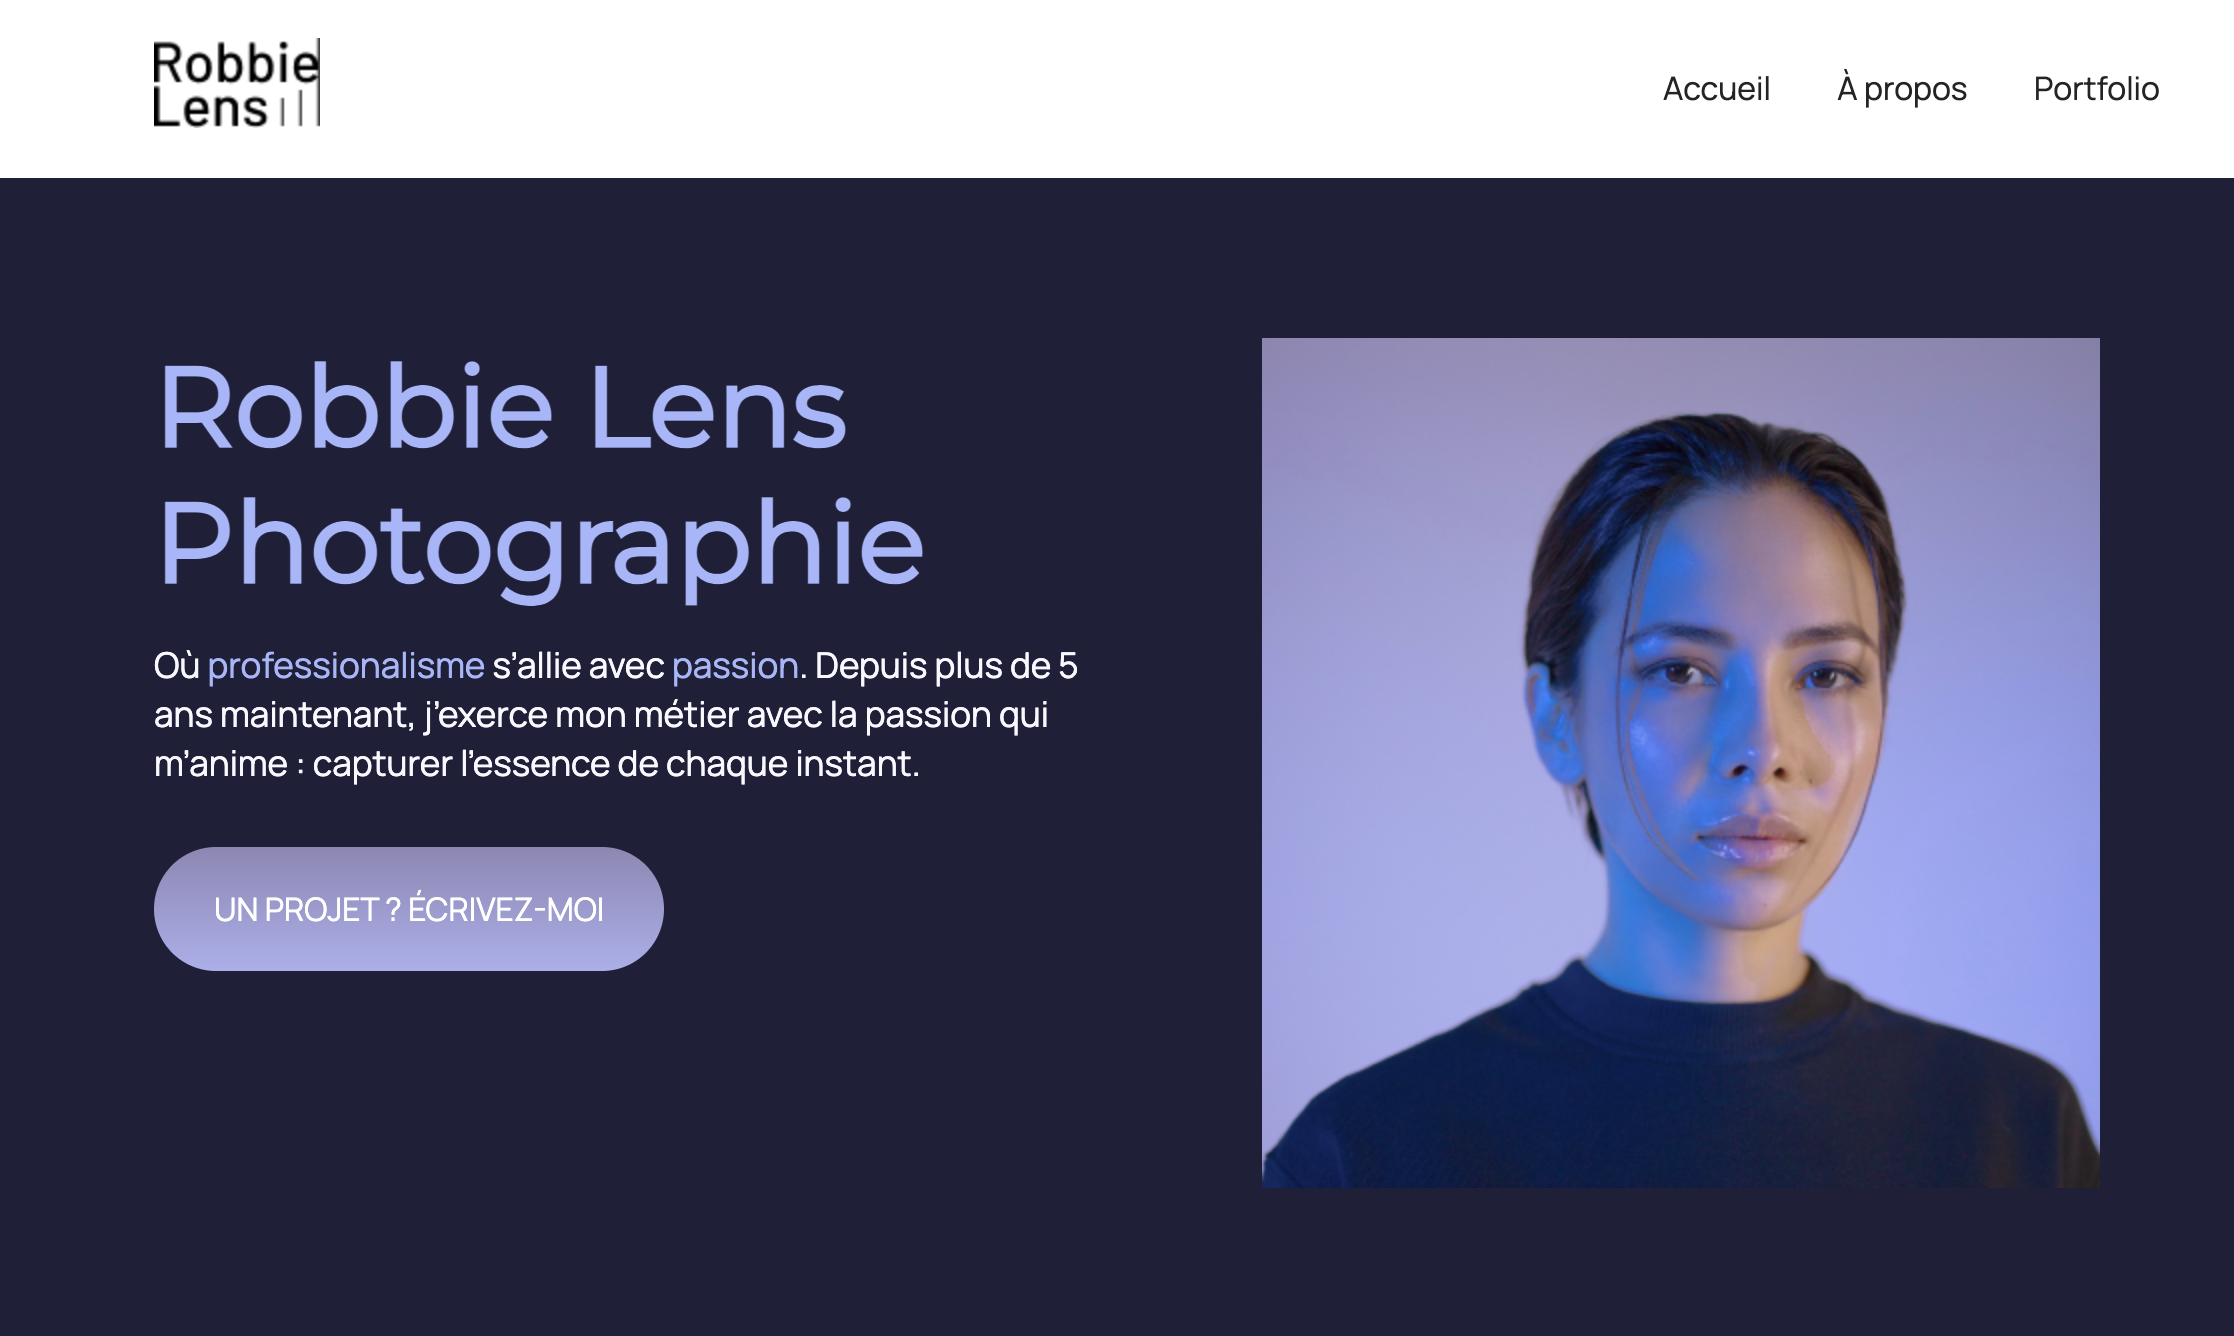 Robbie
Lens
Accueil
À propos
Portfolio
Robbie Lens
Photographie
Où professionalisme s’allie avec passion. Depuis plus de 5
ans maintenant, j’exerce mon métier avec la passion qui
m’anime : capturer l’essence de chaque instant.
UN PROJET ? ÉCRIVEZ-MOI